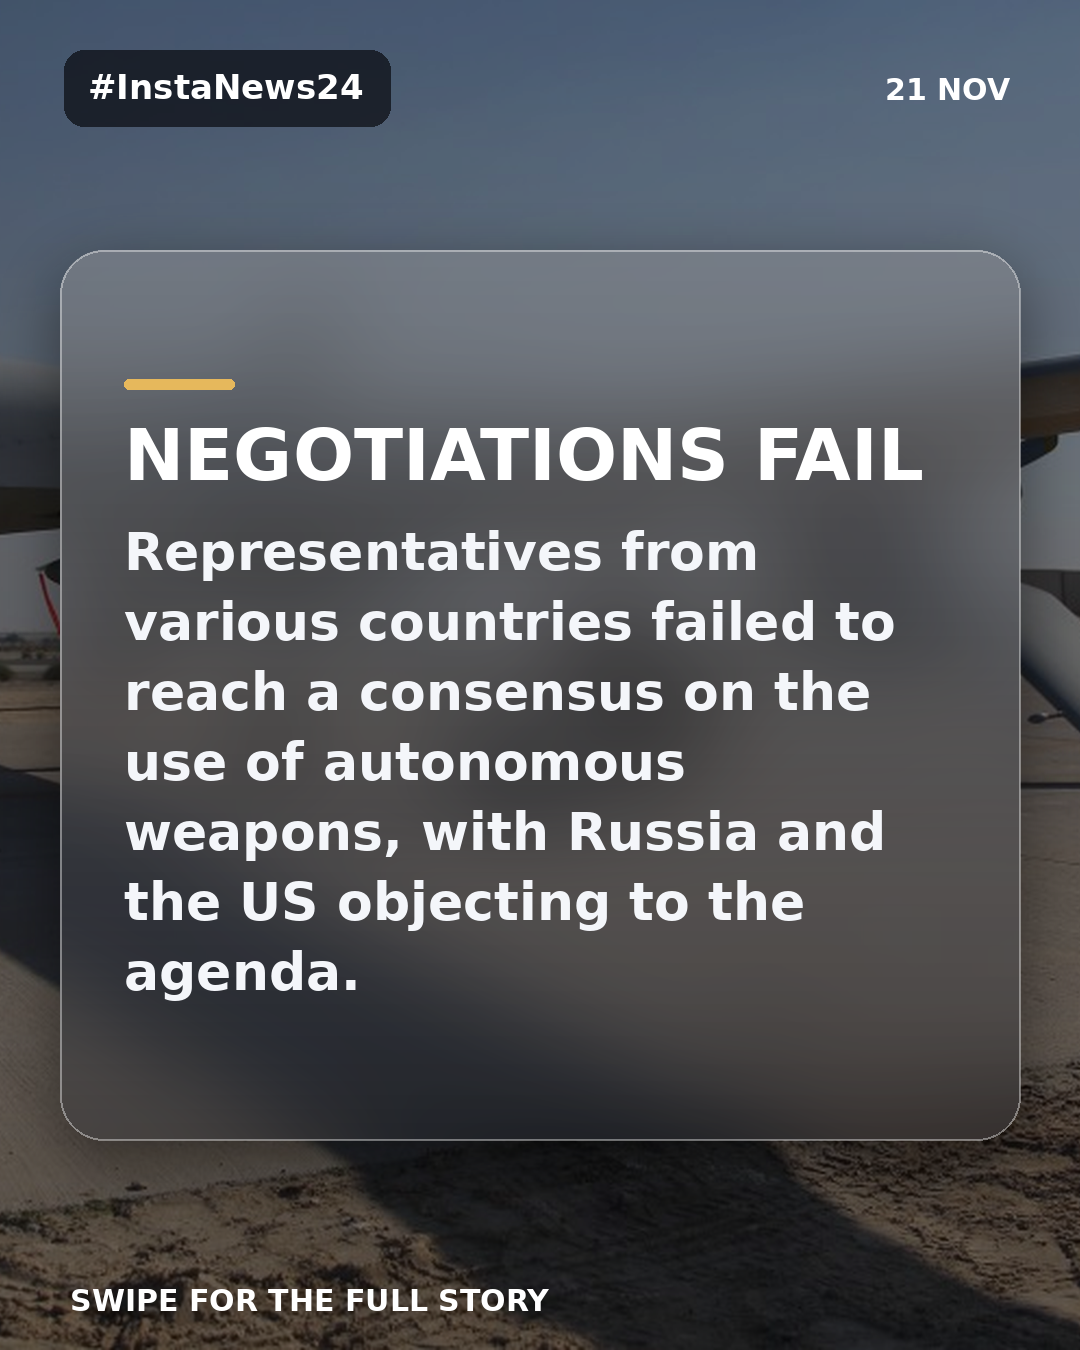 #InstaNews24
21 NOV
NEGOTIATIONS FAIL
Representatives from
various countries failed to
reach a consensus on the
use of autonomous
weapons, with Russia and
the US objecting to the
agenda.
SWIPE FOR THE FULL STORY